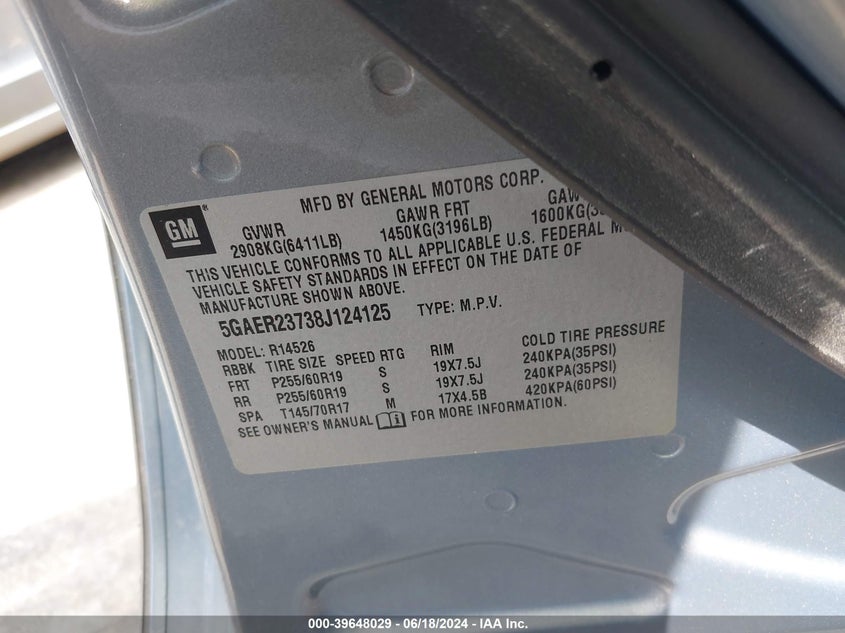 MFD BY GENERAL MOTORS CORP.
GM®
GVWR GAWR FRT
2908KG(6411LB) 1450KG(3196LB) 1600KG
THIS VEHICLE CONFORMS TO ALL APPLICABLE U.S. FEDERAL
VEHICLE SAFETY STANDARDS IN EFFECT ON THE DATE OF
MANUFACTURE SHOWN ABOVE.
5GAER23738J124125 TYPE: M.P.V.
MODEL: R14526
RBBK TIRE SIZE SPEED RTG RIM COLD TIRE PRESSURE
FRT P255/60R19 S 19X7.5J 240KPA(35PSI)
RR P255/60R19 S 19X7.5J 240KPA(35PSI)
SPA T145/70R17 M 17X4.5B 420KPA(60PSI)
SEE OWNER'S MANUAL FOR MORE INFORMATION.
000-39648029 - 06/18/2024 - IAA Inc.